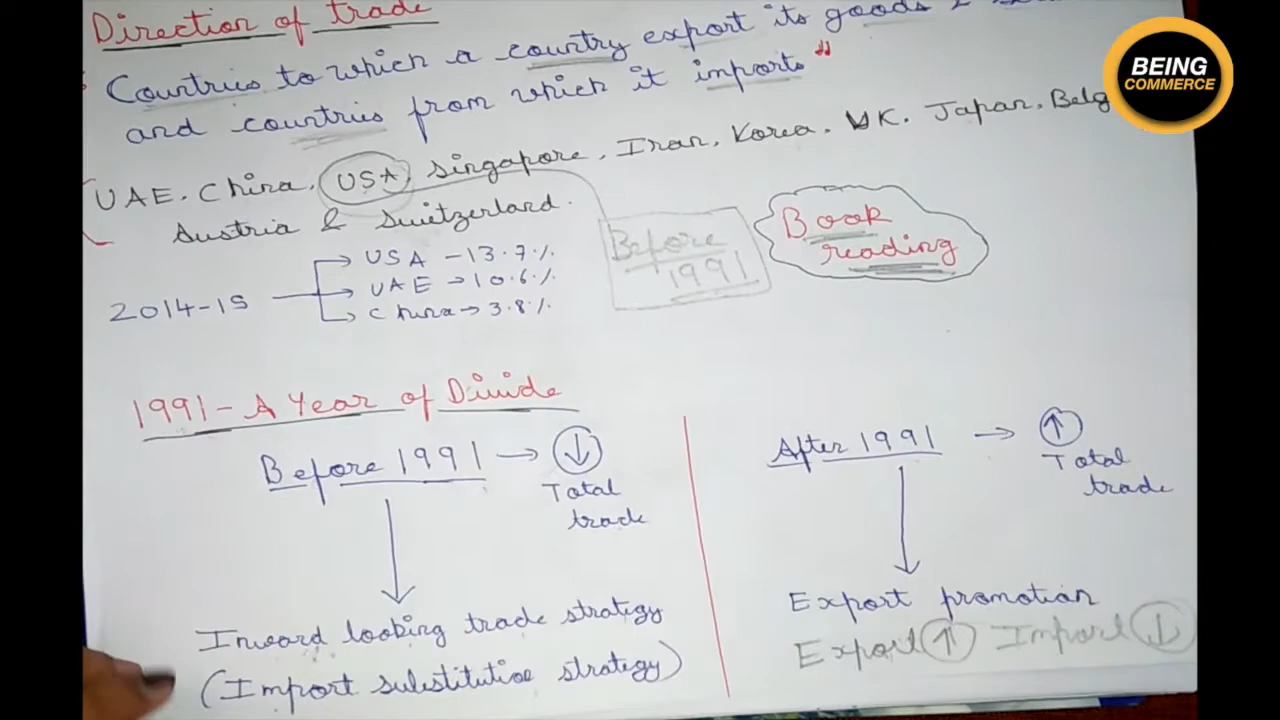 Direction of trade
Countries to which a country export its goods &
and countries from which it imports"
UAE, China, USA, Singapore, Iran, Korea, UK, Japan, Belg
Austria & Switzerland.
2014-15
USA - 13.7%
UAE → 10.6%
China → 3.8%
Before
1991
Book
reading
1991 - A Year of Divide
Before 1991 → ↓
Total
trade
Inward looking trade strategy
(Import substitution strategy)
After 1991 → ↑
Total
trade
Export promotion
Export ↑ Import ↓
BEING
COMMERCE